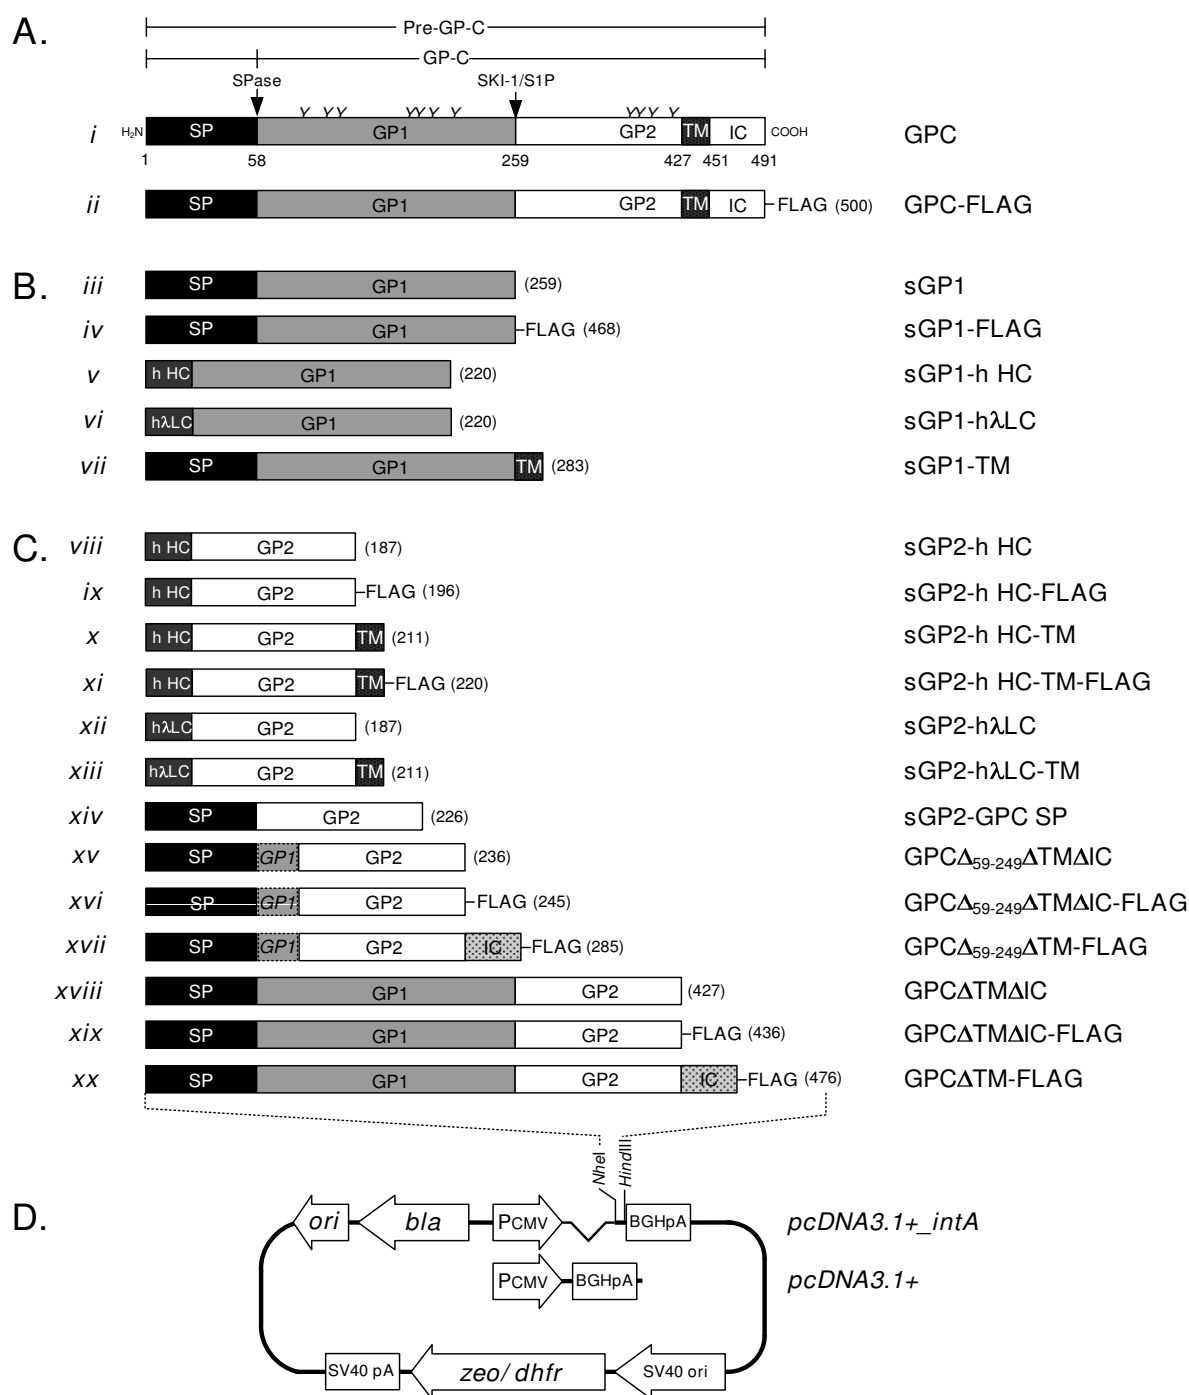 A.
Pre-GP-C
GP-C
SPase
SKI-1/S1P
Y Y Y Y Y Y Y Y Y Y Y
i H₂N SP GP1 GP2 TM IC COOH GPC
1 58 259 427 451 491
ii SP GP1 GP2 TM IC FLAG (500) GPC-FLAG
B. iii SP GP1 (259) sGP1
iv SP GP1 FLAG (468) sGP1-FLAG
v h HC GP1 (220) sGP1-h HC
vi hλLC GP1 (220) sGP1-hλLC
vii SP GP1 TM (283) sGP1-TM
C. viii h HC GP2 (187) sGP2-h HC
ix h HC GP2 FLAG (196) sGP2-h HC-FLAG
x h HC GP2 TM (211) sGP2-h HC-TM
xi h HC GP2 TM FLAG (220) sGP2-h HC-TM-FLAG
xii hλLC GP2 (187) sGP2-hλLC
xiii hλLC GP2 TM (211) sGP2-hλLC-TM
xiv SP GP2 (226) sGP2-GPC SP
xv SP GP1 GP2 (236) GPCΔ₅₉₋₂₄₉ΔTMΔIC
xvi SP GP1 GP2 FLAG (245) GPCΔ₅₉₋₂₄₉ΔTMΔIC-FLAG
xvii SP GP1 GP2 IC FLAG (285) GPCΔ₅₉₋₂₄₉ΔTM-FLAG
xviii SP GP1 GP2 (427) GPCΔTMΔIC
xix SP GP1 GP2 FLAG (436) GPCΔTMΔIC-FLAG
xx SP GP1 GP2 IC FLAG (476) GPCΔTM-FLAG
NheI HindIII
D. ori bla PCMV BGHpA pcDNA3.1+_intA
PCMV BGHpA pcDNA3.1+
SV40 pA zeo/dhfr SV40 ori